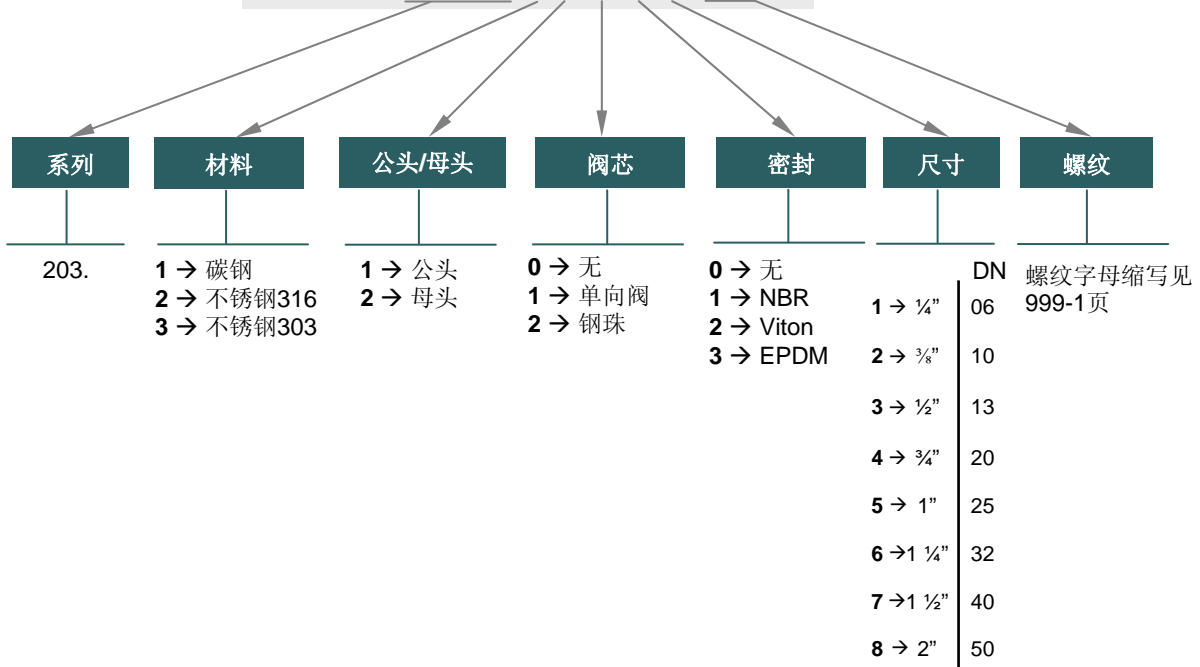 系列
材料
公头/母头
阀芯
密封
尺寸
螺纹
203.
1 → 碳钢
2 → 不锈钢316
3 → 不锈钢303
1 → 公头
2 → 母头
0 → 无
1 → 单向阀
2 → 钢珠
0 → 无
1 → NBR
2 → Viton
3 → EPDM
DN
1 → ¼” 06
2 → ⅜” 10
3 → ½” 13
4 → ¾” 20
5 → 1” 25
6 →1 ¼” 32
7 →1 ½” 40
8 → 2” 50
螺纹字母缩写见
999-1页